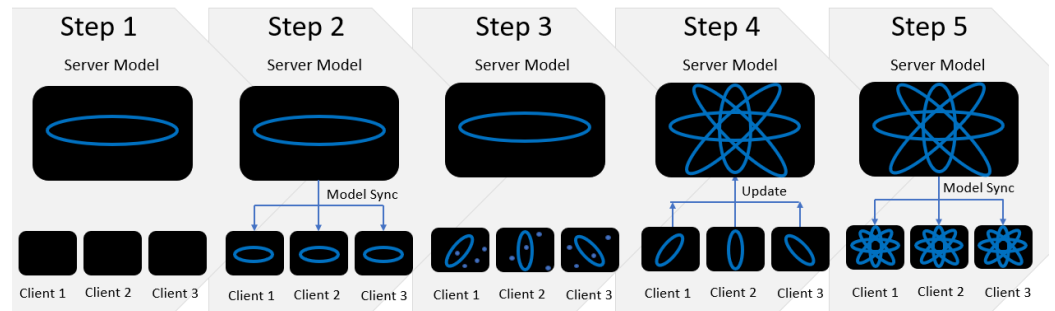 Step 1
Step 2
Step 3
Step 4
Step 5
Server Model
Server Model
Server Model
Server Model
Server Model
Model Sync
Update
Model Sync
Client 1
Client 2
Client 3
Client 1
Client 2
Client 3
Client 1
Client 2
Client 3
Client 1
Client 2
Client 3
Client 1
Client 2
Client 3